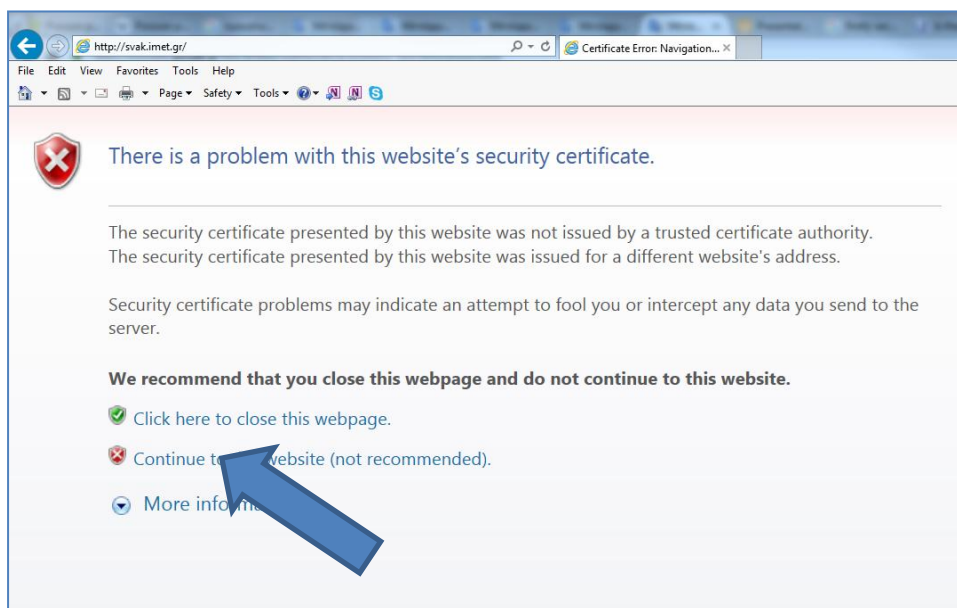 http://svak.imet.gr/
Certificate Error: Navigation...
File Edit View Favorites Tools Help
Page Safety Tools
There is a problem with this website's security certificate.
The security certificate presented by this website was not issued by a trusted certificate authority.
The security certificate presented by this website was issued for a different website's address.
Security certificate problems may indicate an attempt to fool you or intercept any data you send to the
server.
We recommend that you close this webpage and do not continue to this website.
Click here to close this webpage.
Continue to website (not recommended).
More